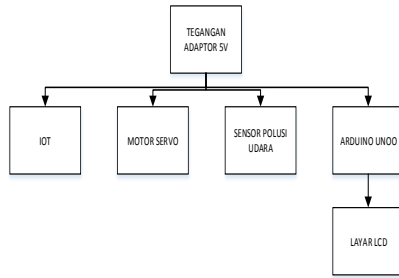 TEGANGAN
ADAPTOR 5V
IOT
MOTOR SERVO
SENSOR POLUSI
UDARA
ARDUINO UNOO
LAYAR LCD